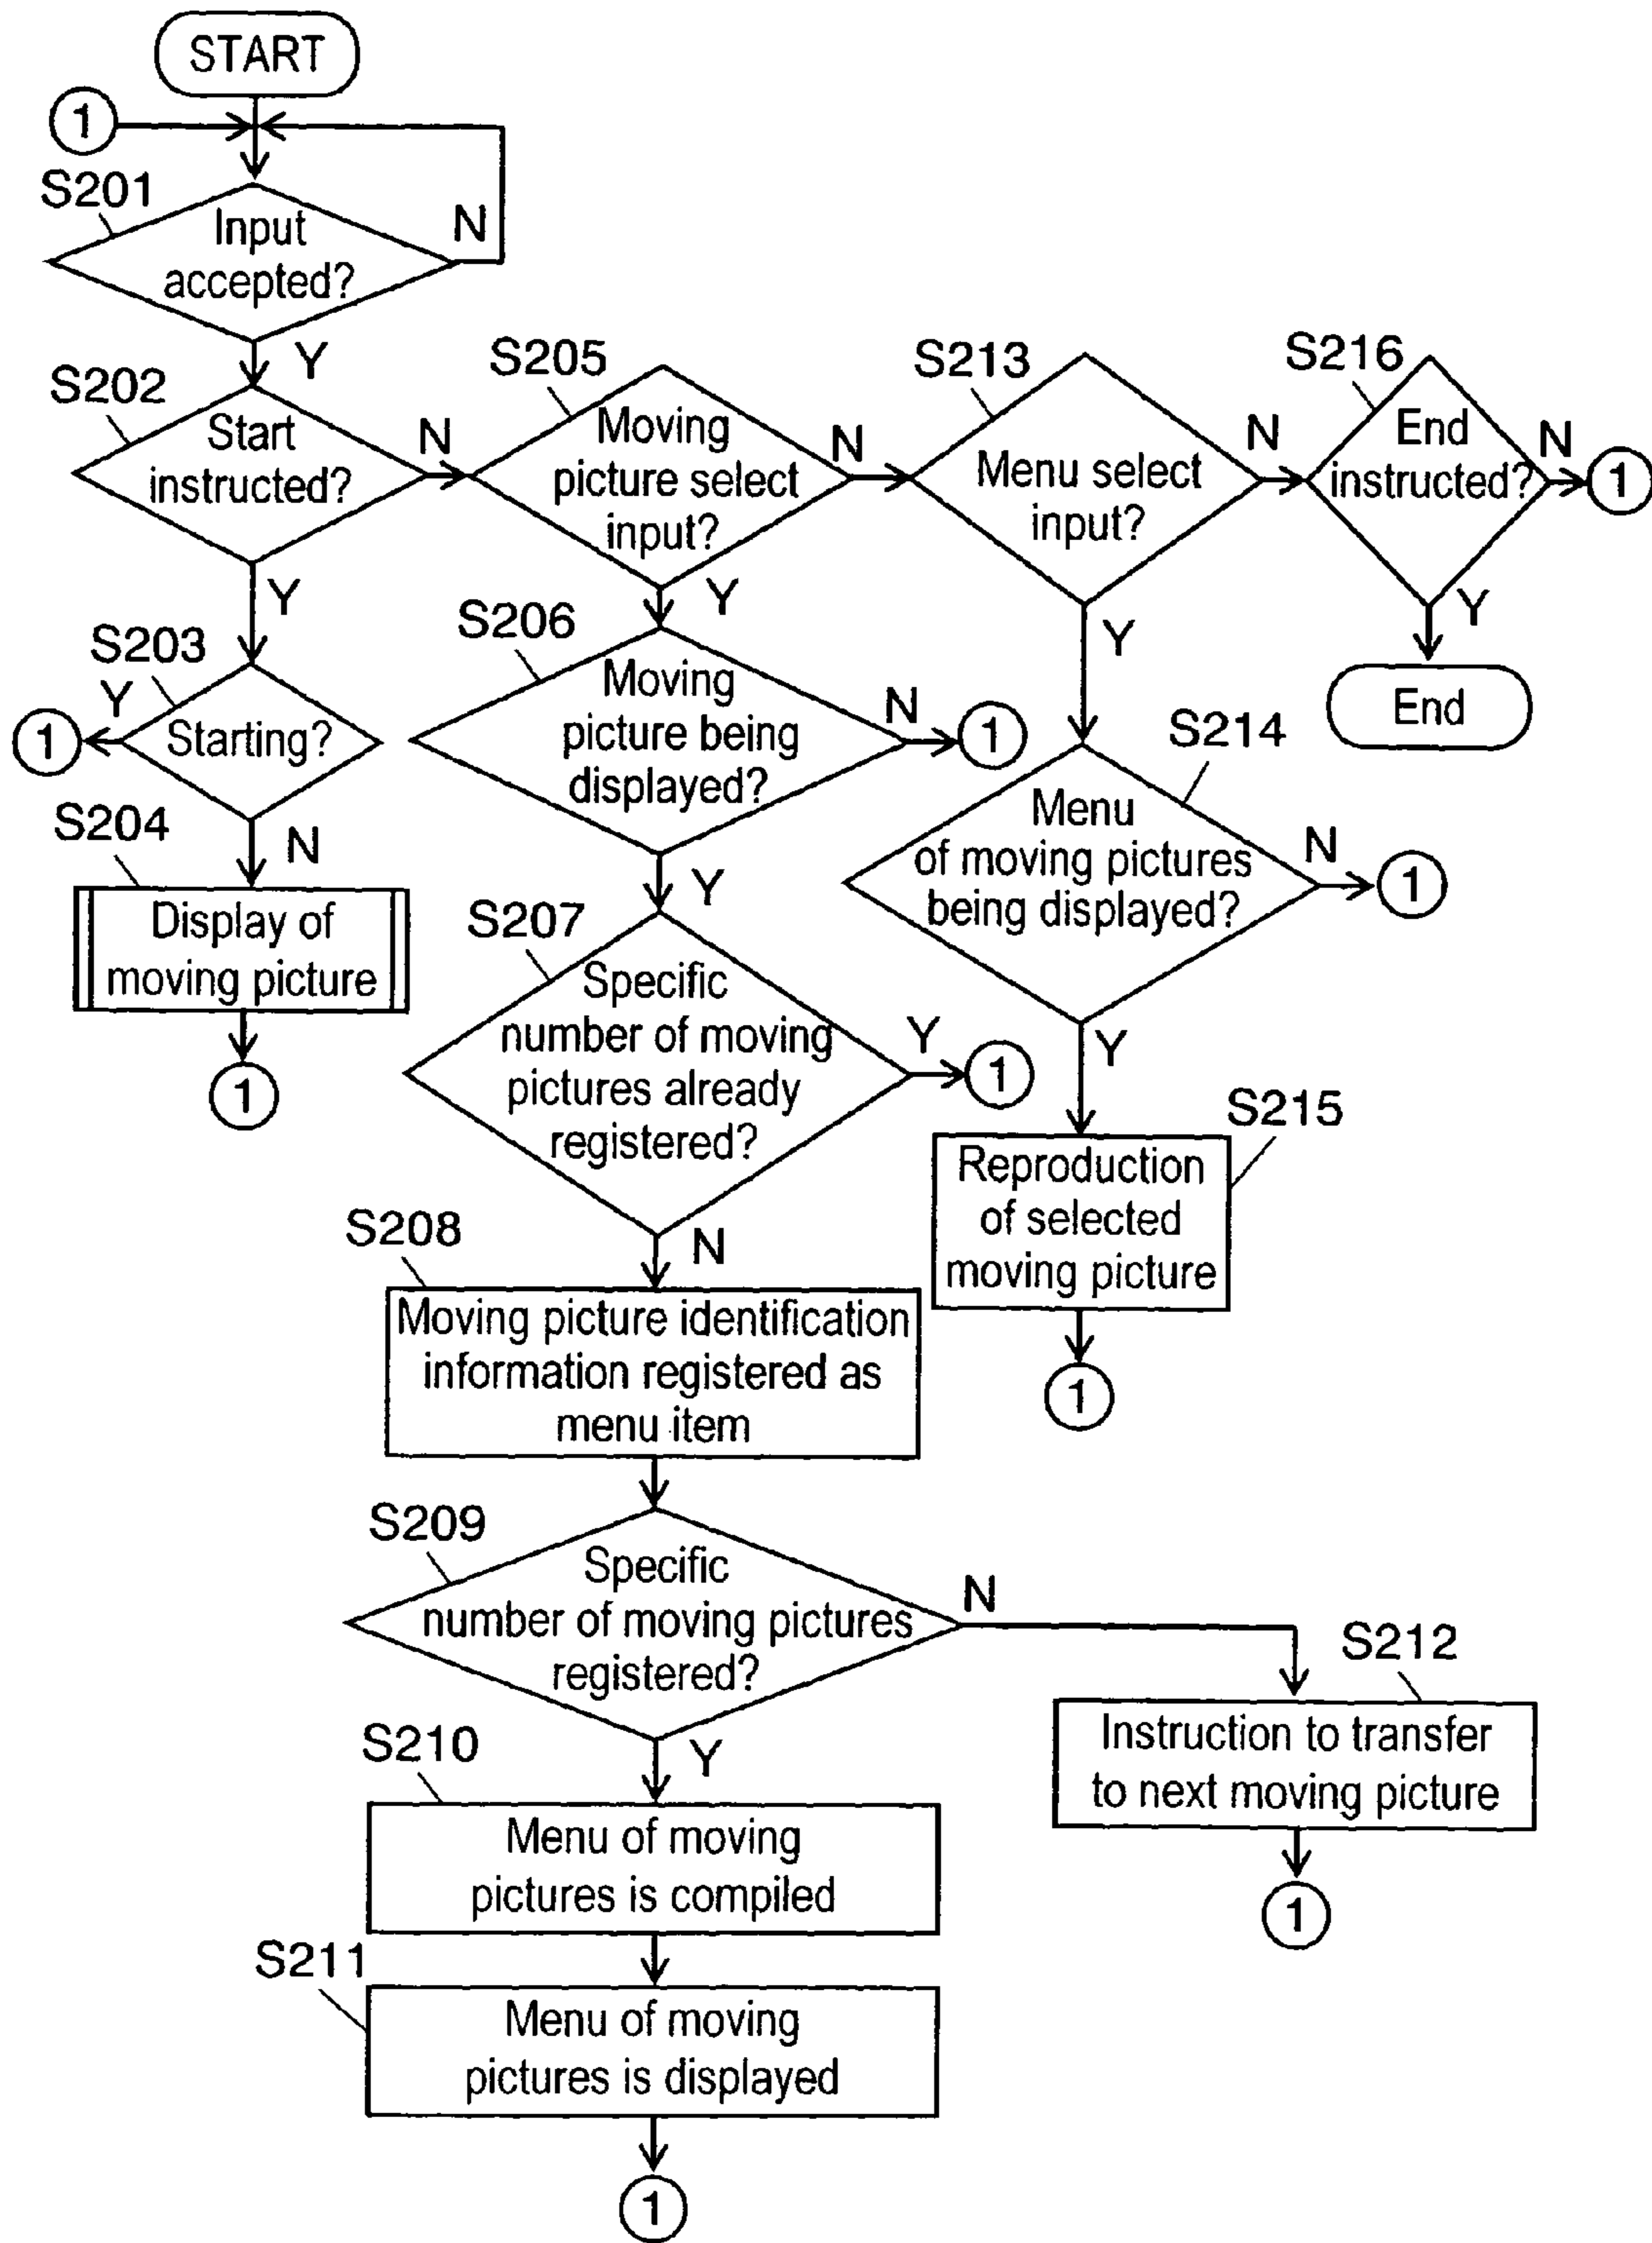 START
1
S201
Input
accepted?
N
Y
S202
Start
instructed?
N
Y
S205
Moving
picture select
input?
N
Y
S213
Menu select
input?
N
Y
S216
End
instructed?
N
1
Y
End
S203
Starting?
Y
1
N
S204
Display of
moving picture
1
S206
Moving
picture being
displayed?
N
1
Y
S207
Specific
number of moving
pictures already
registered?
Y
1
N
S214
Menu
of moving pictures
being displayed?
N
1
Y
S215
Reproduction
of selected
moving picture
1
S208
Moving picture identification
information registered as
menu item
S209
Specific
number of moving pictures
registered?
N
Y
S212
Instruction to transfer
to next moving picture
1
S210
Menu of moving
pictures is compiled
S211
Menu of moving
pictures is displayed
1